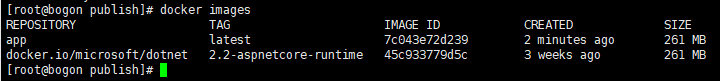 [root@bogon publish]# docker images
REPOSITORY TAG IMAGE ID CREATED SIZE
app latest 7c043e72d239 2 minutes ago 261 MB
docker.io/microsoft/dotnet 2.2-aspnetcore-runtime 45c933779d5c 3 weeks ago 261 MB
[root@bogon publish]#